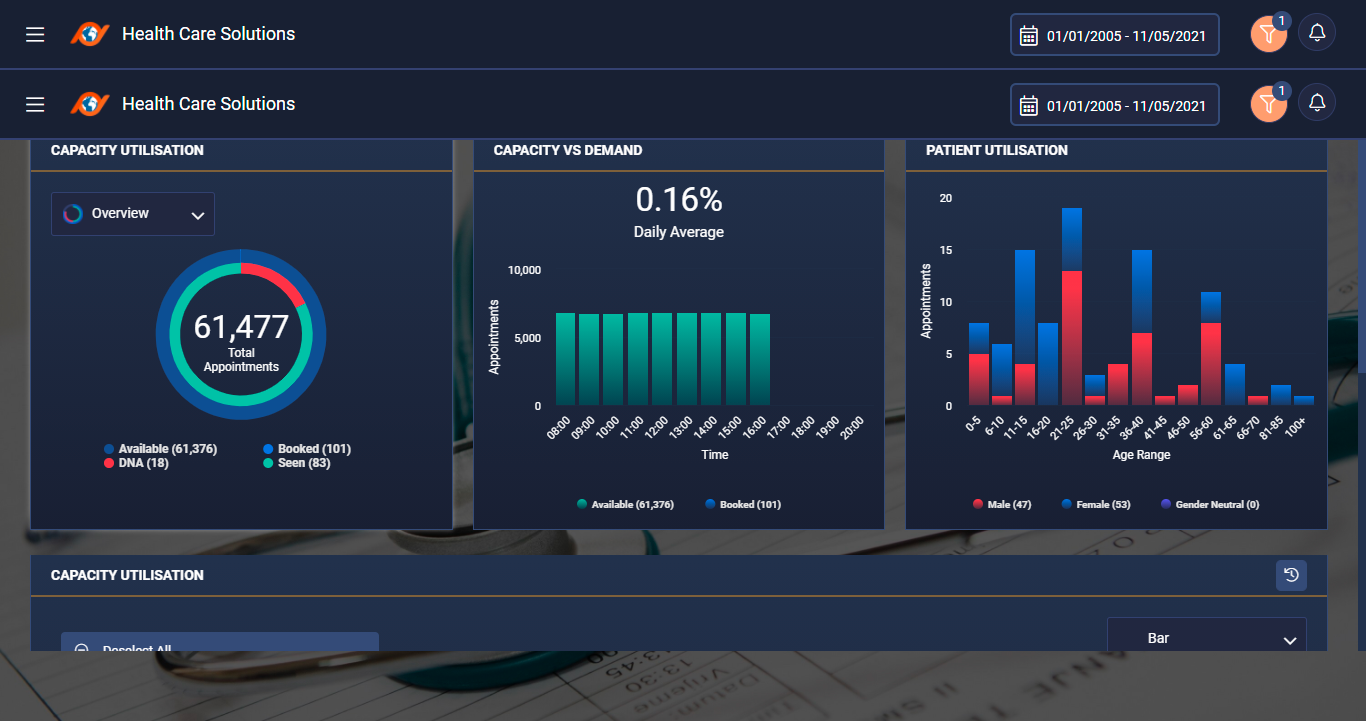 Health Care Solutions
01/01/2005 - 11/05/2021
1
Health Care Solutions
01/01/2005 - 11/05/2021
1
CAPACITY UTILISATION
Overview
61,477
Total
Appointments
Available (61,376)
Booked (101)
DNA (18)
Seen (83)
CAPACITY VS DEMAND
0.16%
Daily Average
Appointments
10,000
5,000
0
08:00
09:00
10:00
11:00
12:00
13:00
14:00
15:00
16:00
17:00
18:00
19:00
20:00
Time
Available (61,376)
Booked (101)
PATIENT UTILISATION
Appointments
20
15
10
5
0
0-5
6-10
11-15
16-20
21-25
26-30
31-35
36-40
41-45
46-50
56-60
61-65
66-70
81-85
100+
Age Range
Male (47)
Female (53)
Gender Neutral (0)
CAPACITY UTILISATION
Deselect All
Bar
13:45
13:30
Vrijeme
Datum